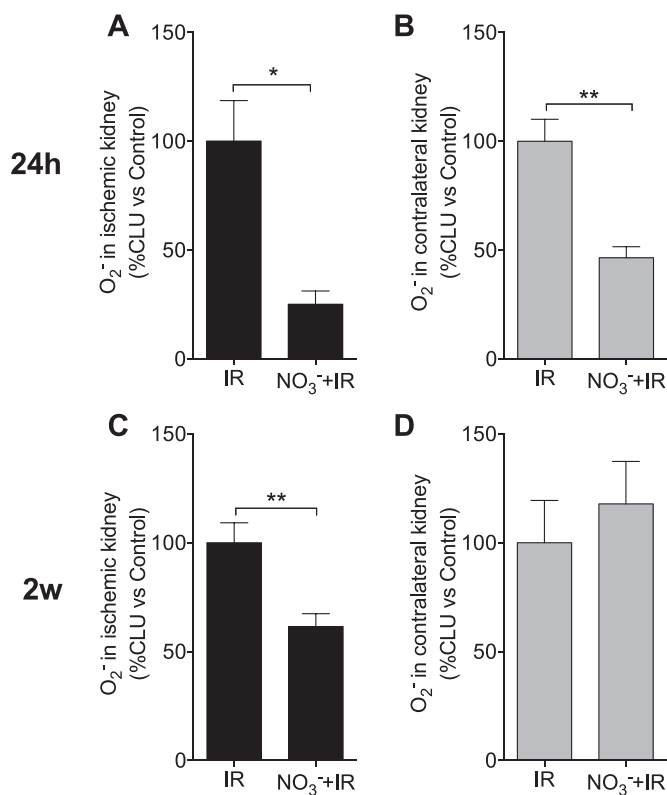 A
150
100
50
0
O₂⁻ in ischemic kidney
(%CLU vs Control)
*
IR
NO₃⁻+IR
B
150
100
50
0
O₂⁻ in contralateral kidney
(%CLU vs Control)
**
IR
NO₃⁻+IR
24h
C
150
100
50
0
O₂⁻ in ischemic kidney
(%CLU vs Control)
**
IR
NO₃⁻+IR
D
150
100
50
0
O₂⁻ in contralateral kidney
(%CLU vs Control)
IR
NO₃⁻+IR
2w